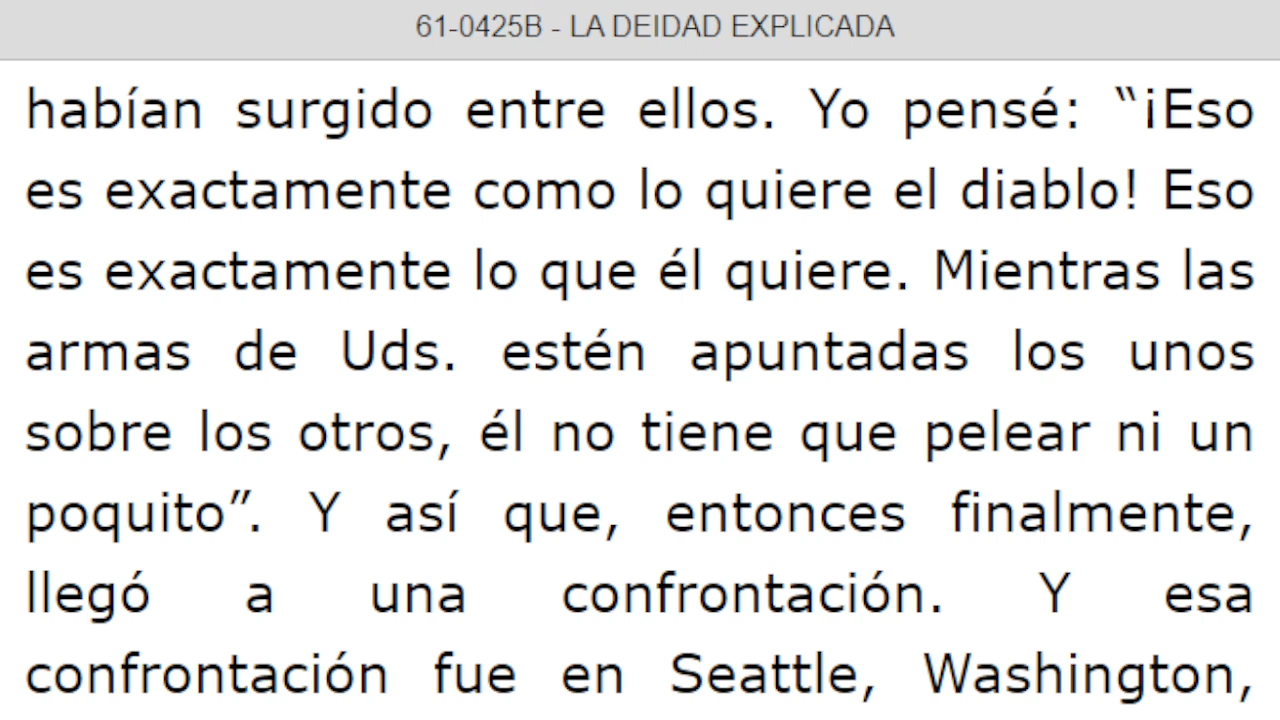 61-0425B - LA DEIDAD EXPLICADA
habían surgido entre ellos. Yo pensé: “¡Eso
es exactamente como lo quiere el diablo! Eso
es exactamente lo que él quiere. Mientras las
armas de Uds. estén apuntadas los unos
sobre los otros, él no tiene que pelear ni un
poquito”. Y así que, entonces finalmente,
llegó a una confrontación. Y esa
confrontación fue en Seattle, Washington,